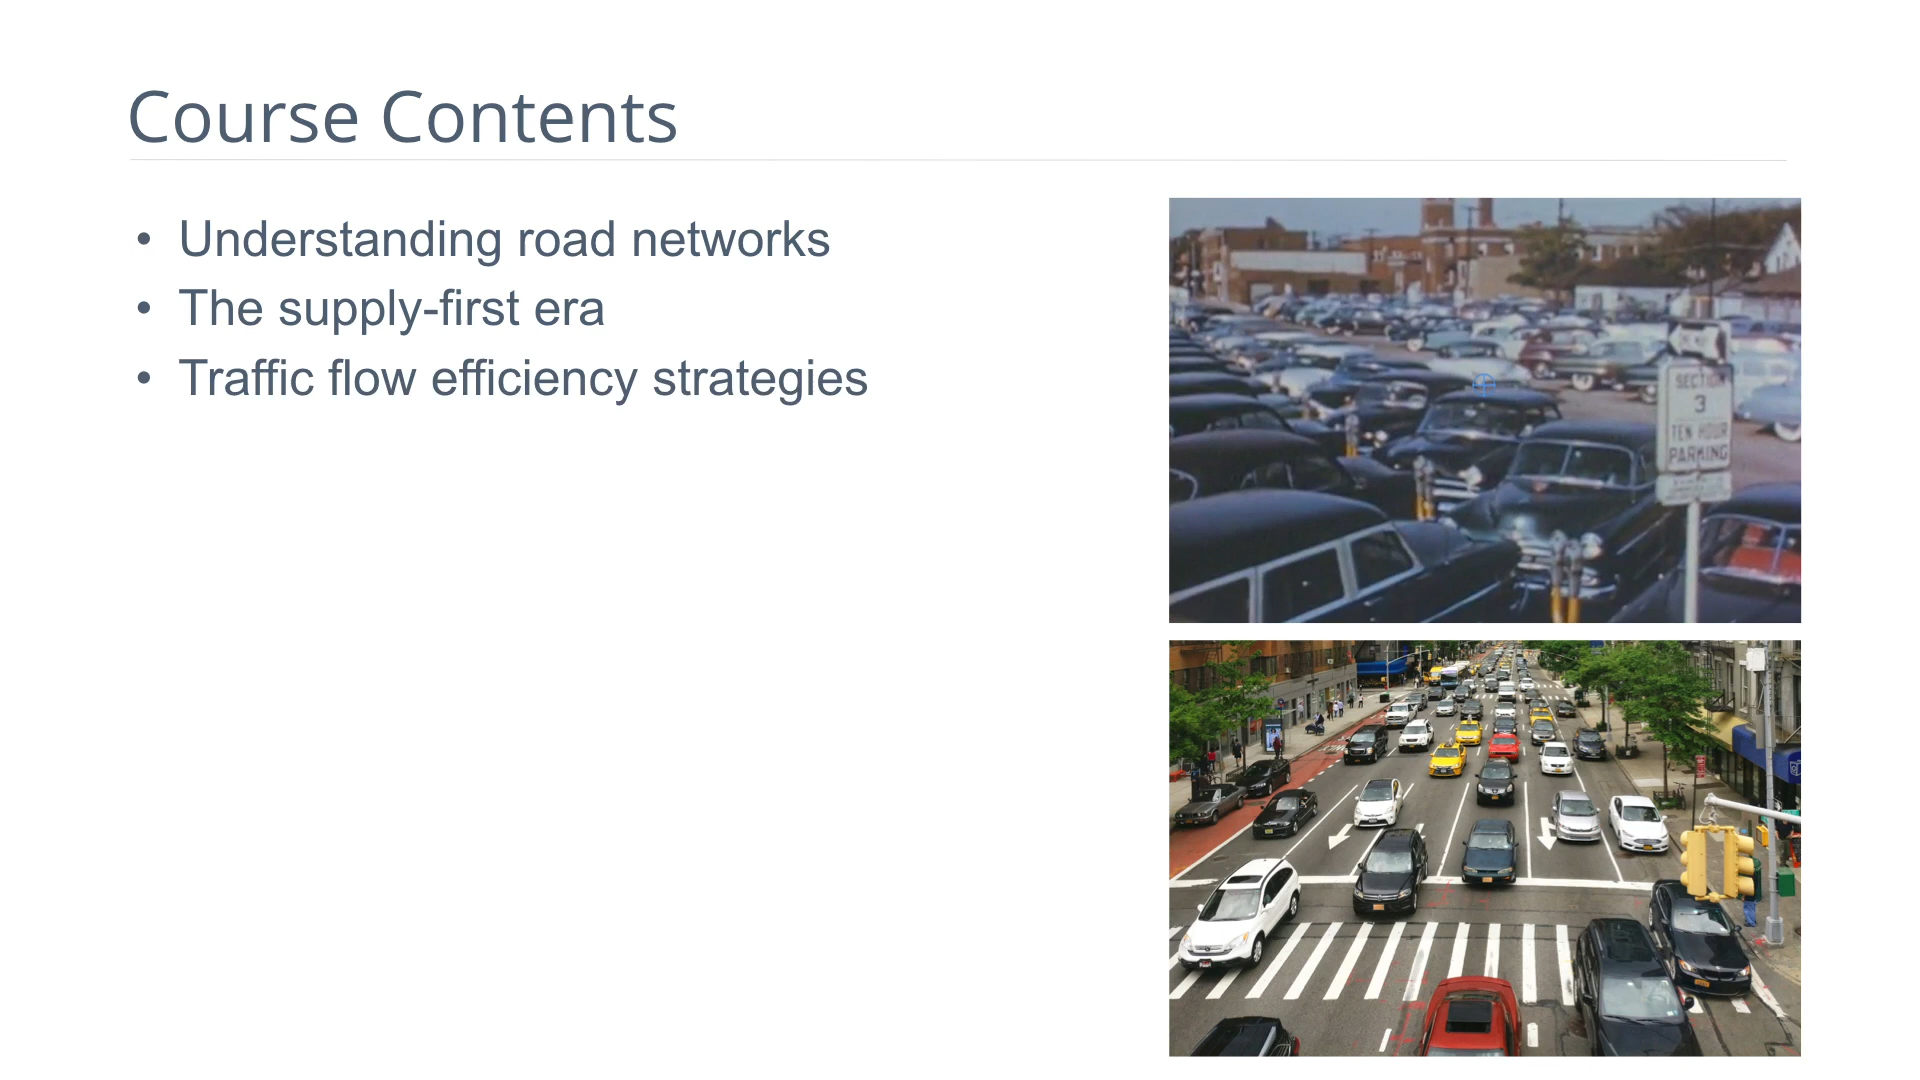 Course Contents
• Understanding road networks
• The supply-first era
• Traffic flow efficiency strategies
SECTION
3
TEN HOUR
PARKING